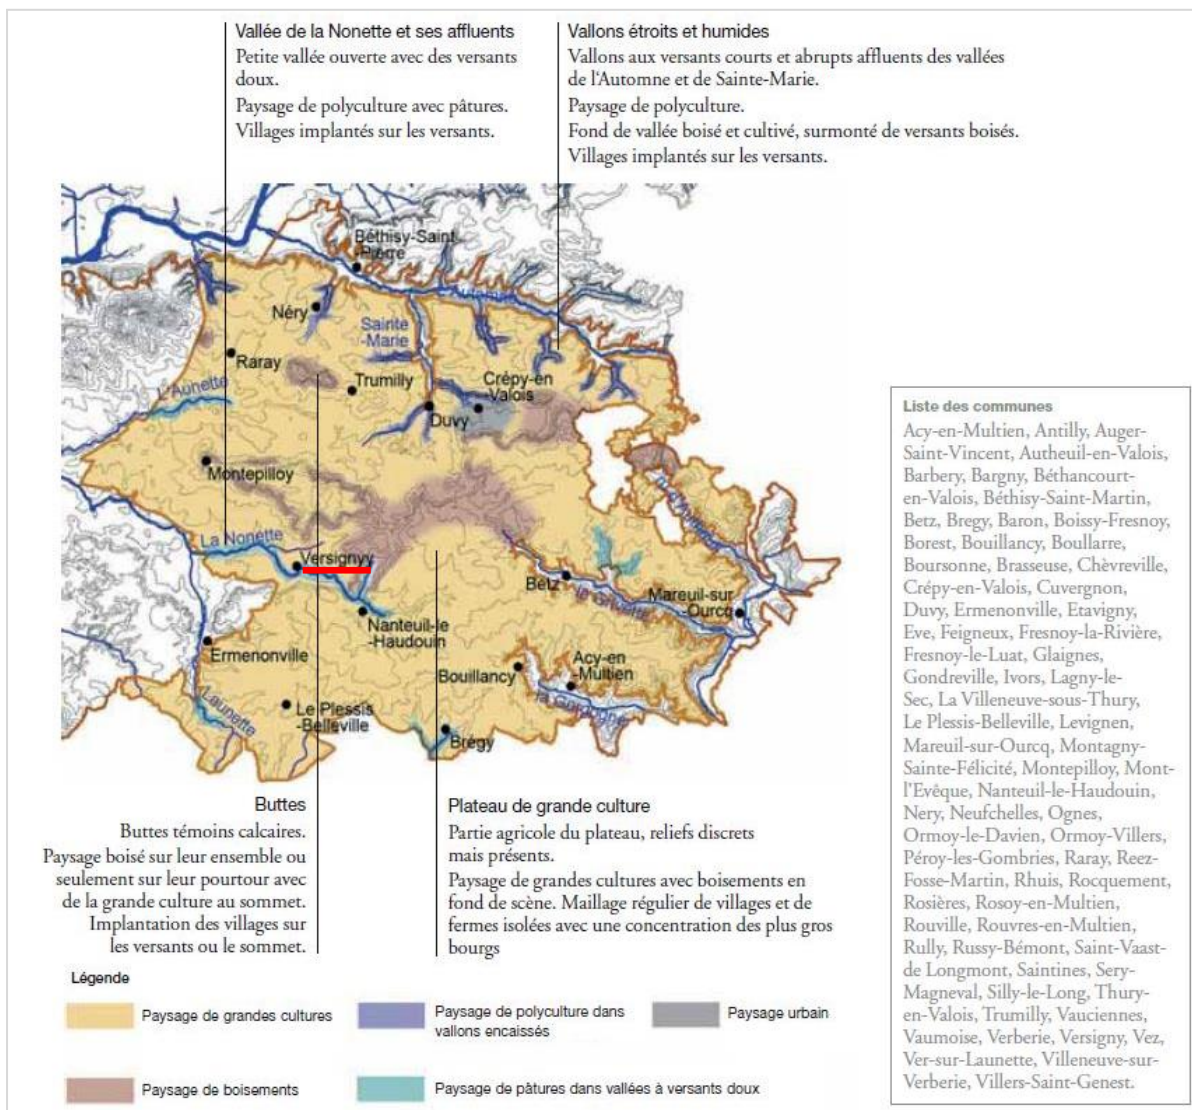 Vallée de la Nonette et ses affluents
Petite vallée ouverte avec des versants
doux.
Paysage de polyculture avec pâtures.
Villages implantés sur les versants.
Vallons étroits et humides
Vallons aux versants courts et abrupts affluents des vallées
de l'Automne et de Sainte-Marie.
Paysage de polyculture.
Fond de vallée boisé et cultivé, surmonté de versants boisés.
Villages implantés sur les versants.
Béthisy-Saint
-Pierre
L'Automne
Néry
Sainte
-Marie
Raray
L'Aunette
Trumilly
Crépy-en
-Valois
Duvy
Montepilloy
La Nonette
Versignyy
Betz
Mareuil-sur
-Ourcq
Nanteuil-le
-Haudouin
Ermenonville
Bouillancy
Acy-en
-Multien
Launette
Le Plessis
-Belleville
Brégy
Buttes
Buttes témoins calcaires.
Paysage boisé sur leur ensemble ou
seulement sur leur pourtour avec
de la grande culture au sommet.
Implantation des villages sur
les versants ou le sommet.
Plateau de grande culture
Partie agricole du plateau, reliefs discrets
mais présents.
Paysage de grandes cultures avec boisements en
fond de scène. Maillage régulier de villages et de
fermes isolées avec une concentration des plus gros
bourgs
Légende
Paysage de grandes cultures
Paysage de polyculture dans
vallons encaissés
Paysage urbain
Paysage de boisements
Paysage de pâtures dans vallées à versants doux
Liste des communes
Acy-en-Multien, Antilly, Auger-
Saint-Vincent, Autheuil-en-Valois,
Barbery, Bargny, Béthancourt-
en-Valois, Béthisy-Saint-Martin,
Betz, Bregy, Baron, Boissy-Fresnoy,
Borest, Bouillancy, Boullarre,
Boursonne, Brasseuse, Chèvreville,
Crépy-en-Valois, Cuvergnon,
Duvy, Ermenonville, Etavigny,
Eve, Feigneux, Fresnoy-la-Rivière,
Fresnoy-le-Luat, Glaignes,
Gondreville, Ivors, Lagny-le-
Sec, La Villeneuve-sous-Thury,
Le Plessis-Belleville, Levignen,
Mareuil-sur-Ourcq, Montagny-
Sainte-Félicité, Montepilloy, Mont-
l'Evêque, Nanteuil-le-Haudouin,
Nery, Neufchelles, Ognes,
Ormoy-le-Davien, Ormoy-Villers,
Péroy-les-Gombries, Raray, Reez-
Fosse-Martin, Rhuis, Rocquement,
Rosières, Rosoy-en-Multien,
Rouville, Rouvres-en-Multien,
Rully, Russy-Bémont, Saint-Vaast-
de Longmont, Saintines, Sery-
Magneval, Silly-le-Long, Thury-
en-Valois, Trumilly, Vauciennes,
Vaumoise, Verberie, Versigny, Vez,
Ver-sur-Launette, Villeneuve-sur-
Verberie, Villers-Saint-Genest.